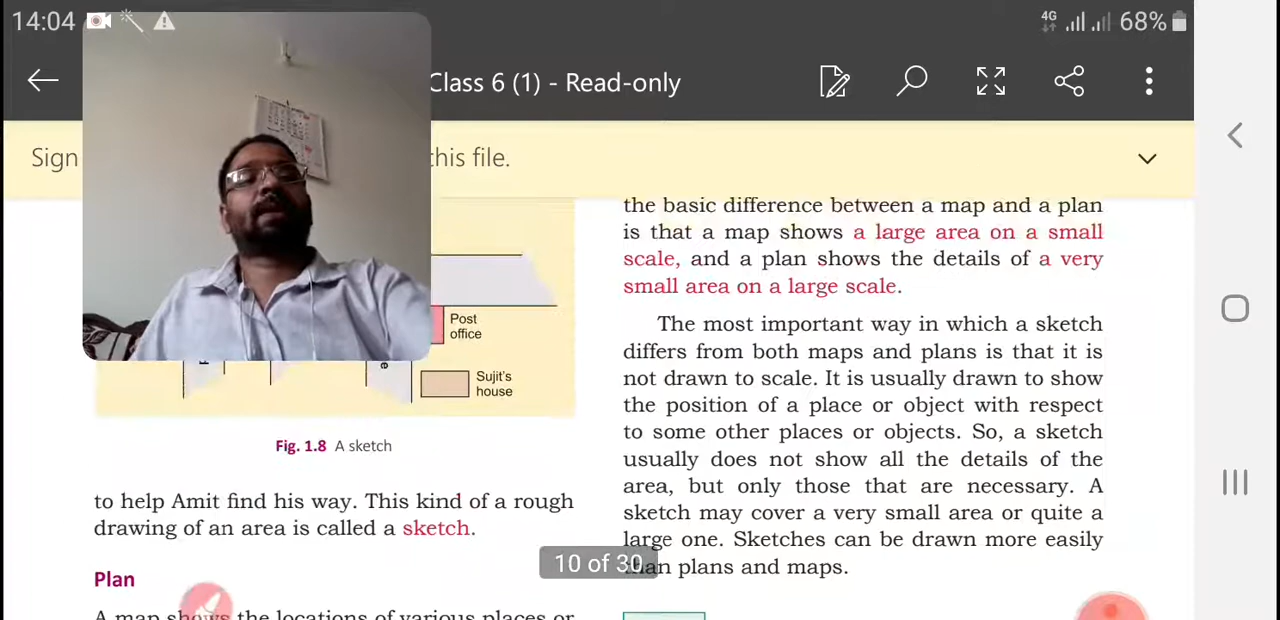 14:04
4G
68%
Class 6 (1) - Read-only
Sign
this file.
Post
office
Sujit's
house
Fig. 1.8 A sketch
to help Amit find his way. This kind of a rough
drawing of an area is called a sketch.
Plan
A map shows the locations of various places or
the basic difference between a map and a plan
is that a map shows a large area on a small
scale, and a plan shows the details of a very
small area on a large scale.
The most important way in which a sketch
differs from both maps and plans is that it is
not drawn to scale. It is usually drawn to show
the position of a place or object with respect
to some other places or objects. So, a sketch
usually does not show all the details of the
area, but only those that are necessary. A
sketch may cover a very small area or quite a
large one. Sketches can be drawn more easily
than plans and maps.
10 of 30